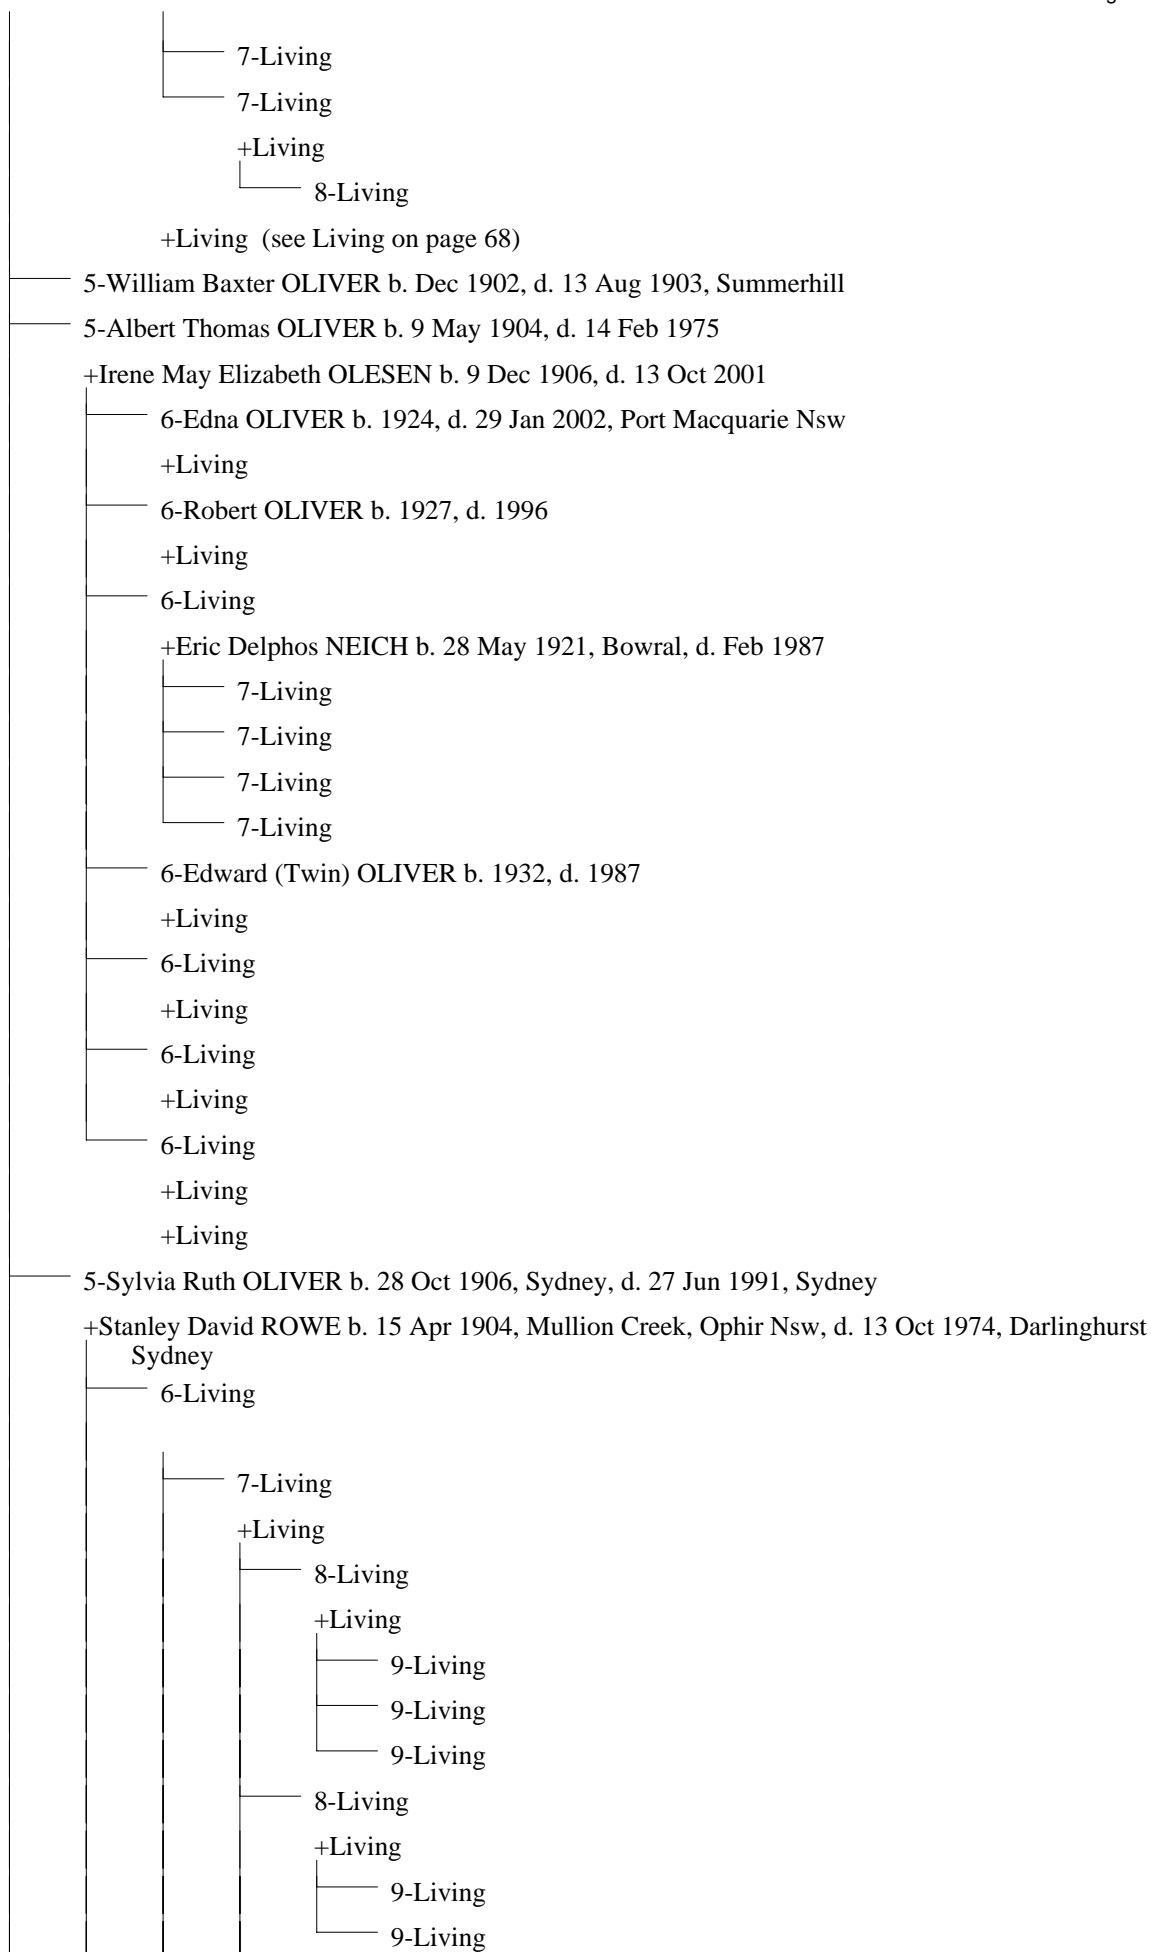 7-Living
7-Living
+Living
8-Living
+Living (see Living on page 68)
5-William Baxter OLIVER b. Dec 1902, d. 13 Aug 1903, Summerhill
5-Albert Thomas OLIVER b. 9 May 1904, d. 14 Feb 1975
+Irene May Elizabeth OLESEN b. 9 Dec 1906, d. 13 Oct 2001
6-Edna OLIVER b. 1924, d. 29 Jan 2002, Port Macquarie Nsw
+Living
6-Robert OLIVER b. 1927, d. 1996
+Living
6-Living
+Eric Delphos NEICH b. 28 May 1921, Bowral, d. Feb 1987
7-Living
7-Living
7-Living
7-Living
6-Edward (Twin) OLIVER b. 1932, d. 1987
+Living
6-Living
+Living
6-Living
+Living
6-Living
+Living
+Living
5-Sylvia Ruth OLIVER b. 28 Oct 1906, Sydney, d. 27 Jun 1991, Sydney
+Stanley David ROWE b. 15 Apr 1904, Mullion Creek, Ophir Nsw, d. 13 Oct 1974, Darlinghurst
Sydney
6-Living
7-Living
+Living
8-Living
+Living
9-Living
9-Living
9-Living
8-Living
+Living
9-Living
9-Living